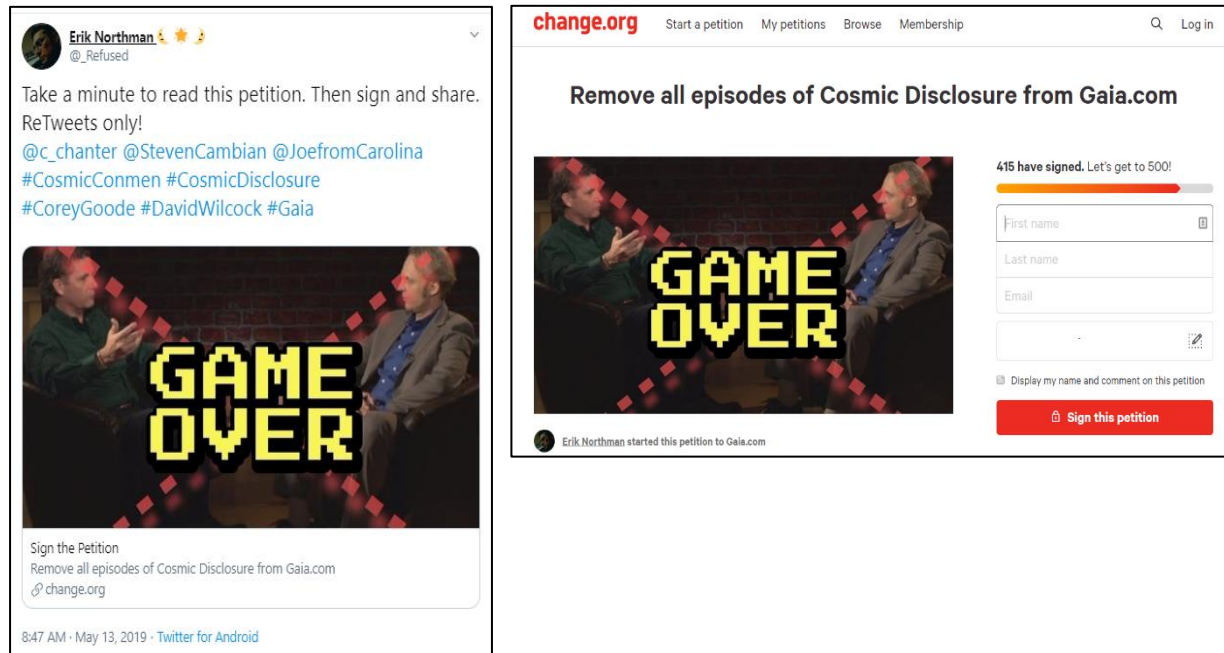 Erik Northman
@_Refused
Take a minute to read this petition. Then sign and share.
ReTweets only!
@c_chanter @StevenCambian @JoefromCarolina
#CosmicConmen #CosmicDisclosure
#CoreyGoode #DavidWilcock #Gaia
GAME
OVER
Sign the Petition
Remove all episodes of Cosmic Disclosure from Gaia.com
change.org
8:47 AM · May 13, 2019 · Twitter for Android
change.org Start a petition My petitions Browse Membership Log in
Remove all episodes of Cosmic Disclosure from Gaia.com
GAME
OVER
Erik Northman started this petition to Gaia.com
415 have signed. Let's get to 500!
First name
Last name
Email
Display my name and comment on this petition
Sign this petition